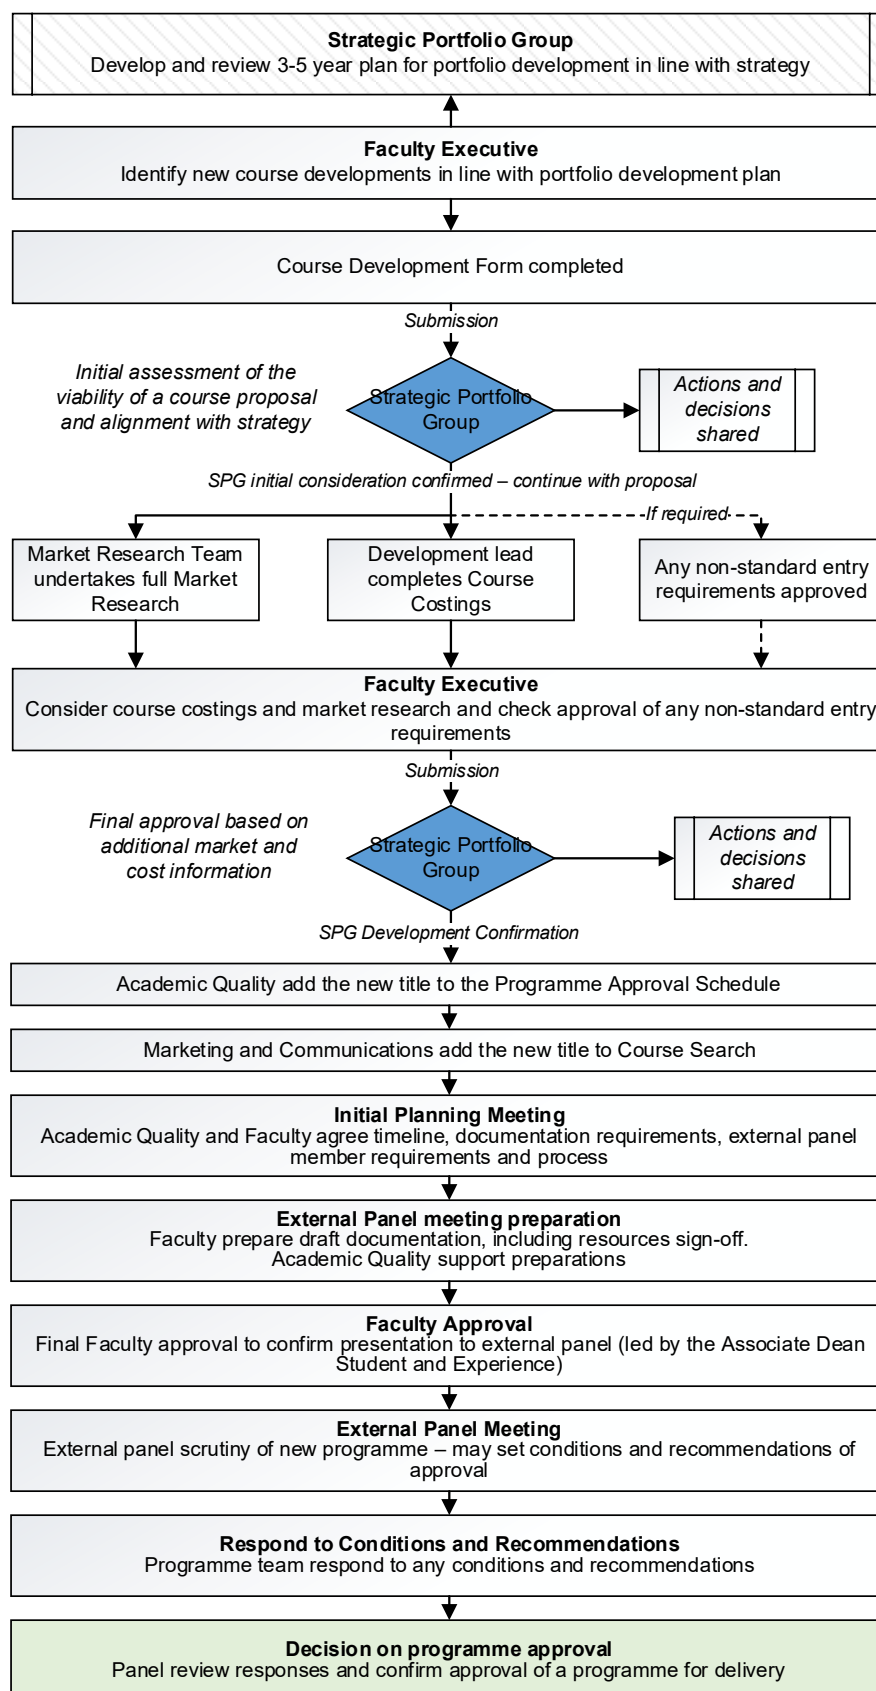 Strategic Portfolio Group
Develop and review 3-5 year plan for portfolio development in line with strategy
Faculty Executive
Identify new course developments in line with portfolio development plan
Course Development Form completed
Submission
Initial assessment of the
viability of a course proposal
and alignment with strategy
Strategic Portfolio
Group
Actions and
decisions
shared
SPG initial consideration confirmed – continue with proposal
If required
Market Research Team
undertakes full Market
Research
Development lead
completes Course
Costings
Any non-standard entry
requirements approved
Faculty Executive
Consider course costings and market research and check approval of any non-standard entry
requirements
Submission
Final approval based on
additional market and
cost information
Strategic Portfolio
Group
Actions and
decisions
shared
SPG Development Confirmation
Academic Quality add the new title to the Programme Approval Schedule
Marketing and Communications add the new title to Course Search
Initial Planning Meeting
Academic Quality and Faculty agree timeline, documentation requirements, external panel
member requirements and process
External Panel meeting preparation
Faculty prepare draft documentation, including resources sign-off.
Academic Quality support preparations
Faculty Approval
Final Faculty approval to confirm presentation to external panel (led by the Associate Dean
Student and Experience)
External Panel Meeting
External panel scrutiny of new programme – may set conditions and recommendations of
approval
Respond to Conditions and Recommendations
Programme team respond to any conditions and recommendations
Decision on programme approval
Panel review responses and confirm approval of a programme for delivery